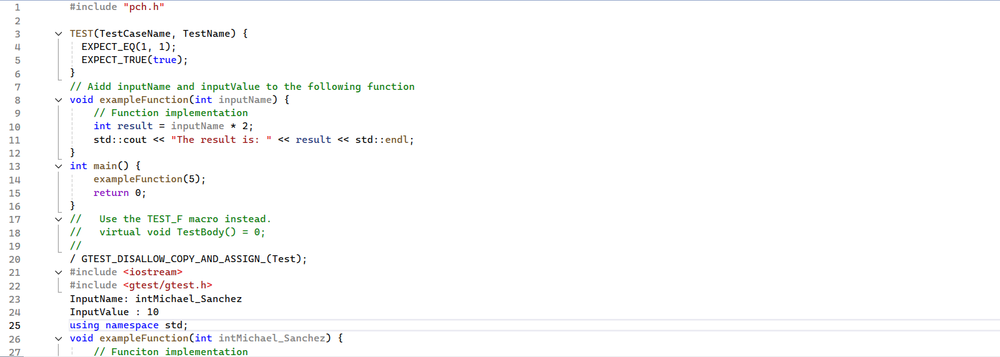 1 #include "pch.h"
2
3 TEST(TestCaseName, TestName) {
4 EXPECT_EQ(1, 1);
5 EXPECT_TRUE(true);
6 }
7 // Aidd inputName and inputValue to the following function
8 void exampleFunction(int inputName) {
9 // Function implementation
10 int result = inputName * 2;
11 std::cout << "The result is: " << result << std::endl;
12 }
13 int main() {
14 exampleFunction(5);
15 return 0;
16 }
17 //   Use the TEST_F macro instead.
18 //   virtual void TestBody() = 0;
19 //
20 / GTEST_DISALLOW_COPY_AND_ASSIGN_(Test);
21 #include <iostream>
22 #include <gtest/gtest.h>
23 InputName: intMichael_Sanchez
24 InputValue : 10
25 using namespace std;
26 void exampleFunction(int intMichael_Sanchez) {
27 // Funciton implementation